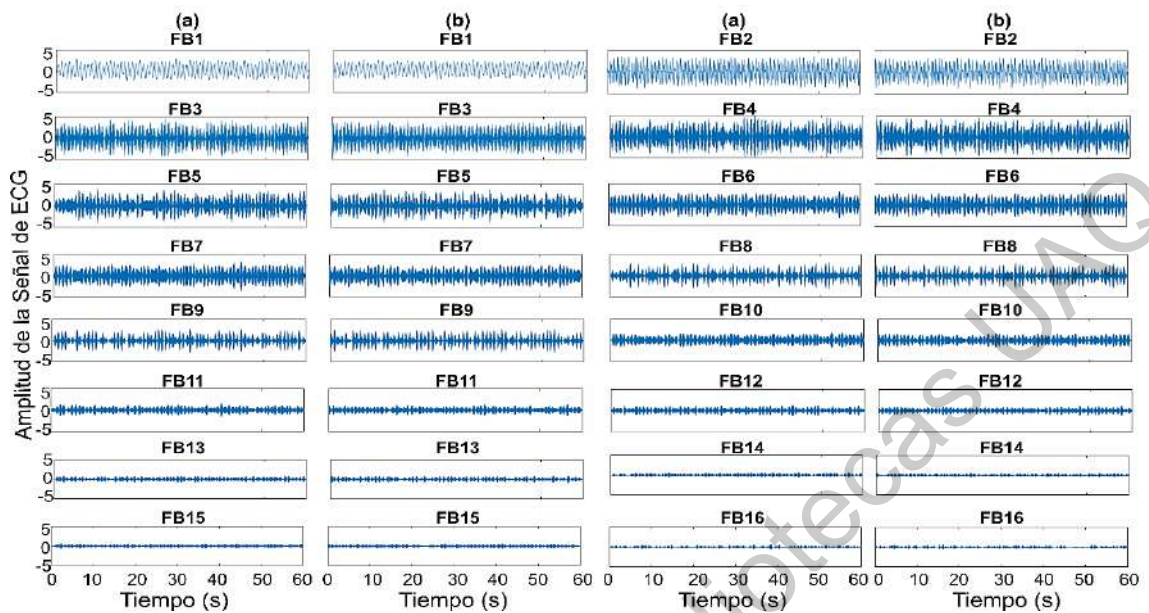 (a) (b) (a) (b)
FB1 FB1 FB2 FB2
5
0
-5
FB3 FB3 FB4 FB4
5
0
-5
FB5 FB5 FB6 FB6
5
0
-5
FB7 FB7 FB8 FB8
5
0
-5
FB9 FB9 FB10 FB10
5
0
-5
FB11 FB11 FB12 FB12
5
0
-5
FB13 FB13 FB14 FB14
5
0
-5
FB15 FB15 FB16 FB16
5
0
-5
0 10 20 30 40 50 60 0 10 20 30 40 50 60 0 10 20 30 40 50 60 0 10 20 30 40 50 60
Tiempo (s) Tiempo (s) Tiempo (s) Tiempo (s)
Amplitud de la Señal de ECG
liotecas UAQ